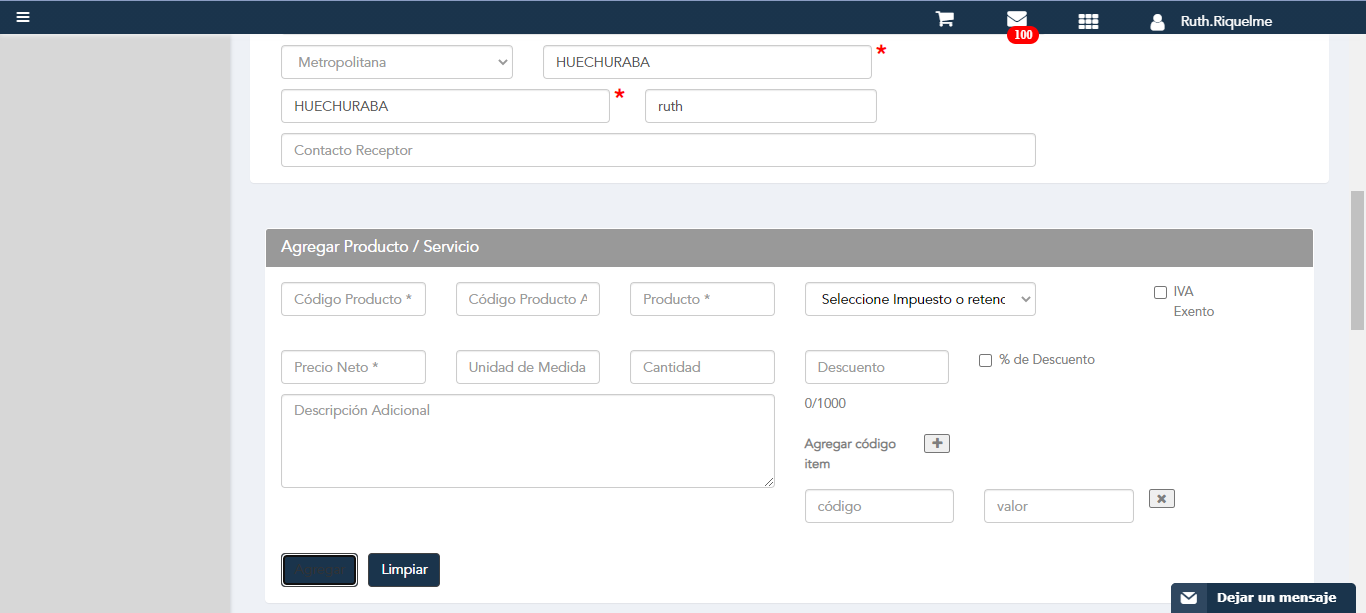 Ruth.Riquelme
100
Metropolitana
HUECHURABA
*
HUECHURABA
*
ruth
Contacto Receptor
Agregar Producto / Servicio
Código Producto *
Código Producto A
Producto *
Seleccione Impuesto o retenc
IVA
Exento
Precio Neto *
Unidad de Medida
Cantidad
Descuento
% de Descuento
Descripción Adicional
0/1000
Agregar código
item
código
valor
Agregar
Limpiar
Dejar un mensaje